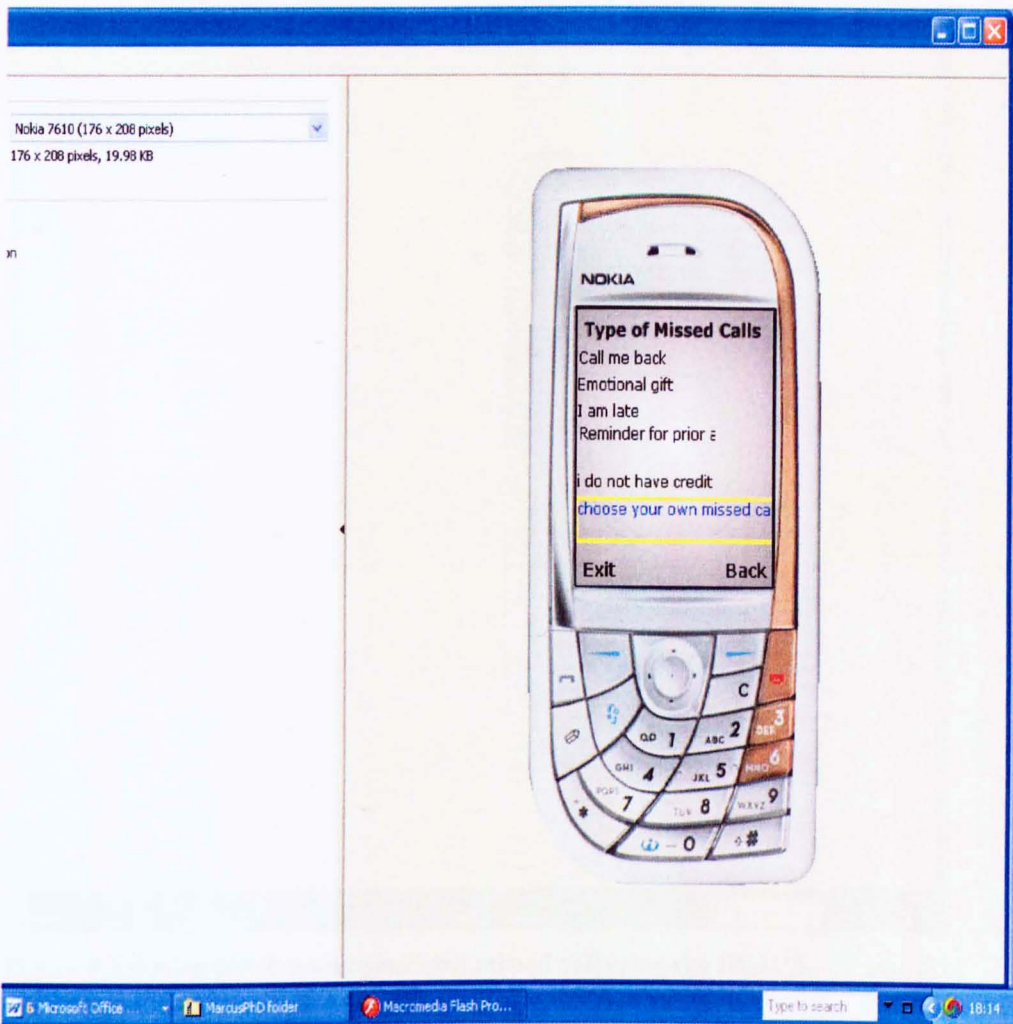 Nokia 7610 (176 x 208 pixels)
176 x 208 pixels, 19.98 KB
on
NOKIA
Type of Missed Calls
Call me back
Emotional gift
I am late
Reminder for prior a
i do not have credit
choose your own missed ca
Exit Back
C
1 ABC 2 DEF 3
GHI 4 JKL 5 MNO 6
PQRS 7 TUV 8 WXYZ 9
* 0 #
6 Microsoft Office ... MarcusPhD folder Macromedia Flash Pro... Type to search 18:14